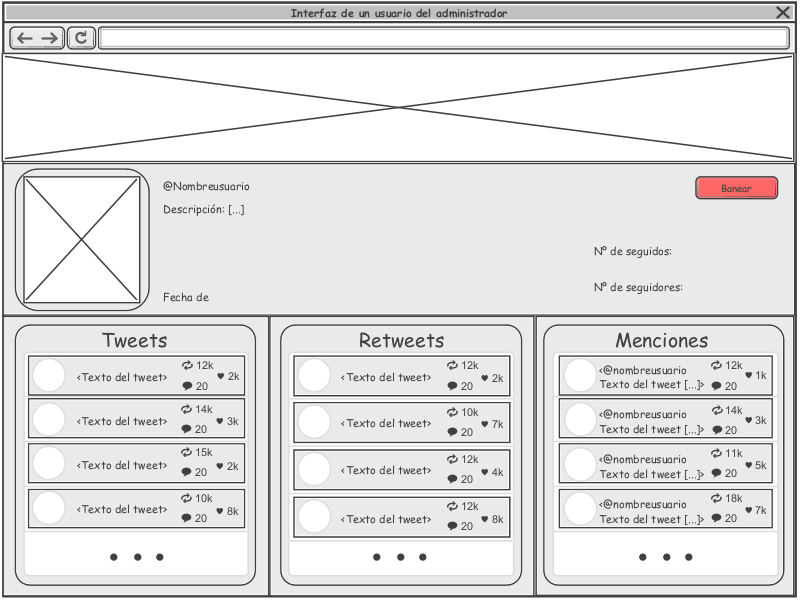 Interfaz de un usuario del administrador
@Nombreusuario
Banear
Descripción: [...]
Nº de seguidos:
Nº de seguidores:
Fecha de
Tweets
<Texto del tweet> 12k 20 2k
<Texto del tweet> 14k 20 3k
<Texto del tweet> 15k 20 2k
<Texto del tweet> 10k 20 8k
Retweets
<Texto del tweet> 12k 20 2k
<Texto del tweet> 10k 20 7k
<Texto del tweet> 12k 20 4k
<Texto del tweet> 12k 20 8k
Menciones
<@nombreusuario 12k
Texto del tweet [...]> 20 1k
<@nombreusuario 14k
Texto del tweet [...]> 20 3k
<@nombreusuario 11k
Texto del tweet [...]> 20 5k
<@nombreusuario 18k
Texto del tweet [...]> 20 7k